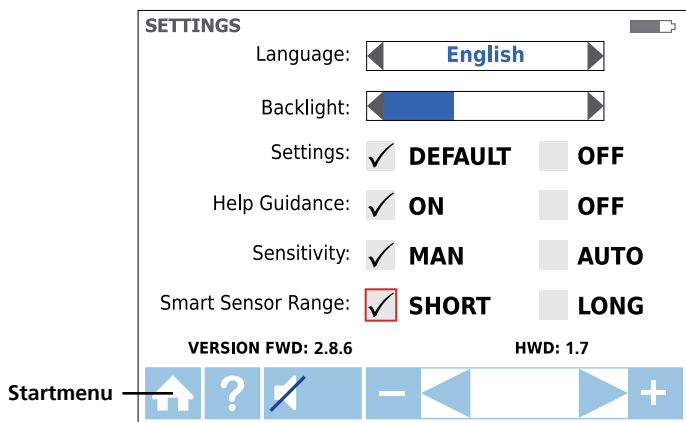 SETTINGS
Language: English
Backlight:
Settings: DEFAULT OFF
Help Guidance: ON OFF
Sensitivity: MAN AUTO
Smart Sensor Range: SHORT LONG
VERSION FWD: 2.8.6 HWD: 1.7
Startmenu ? − +